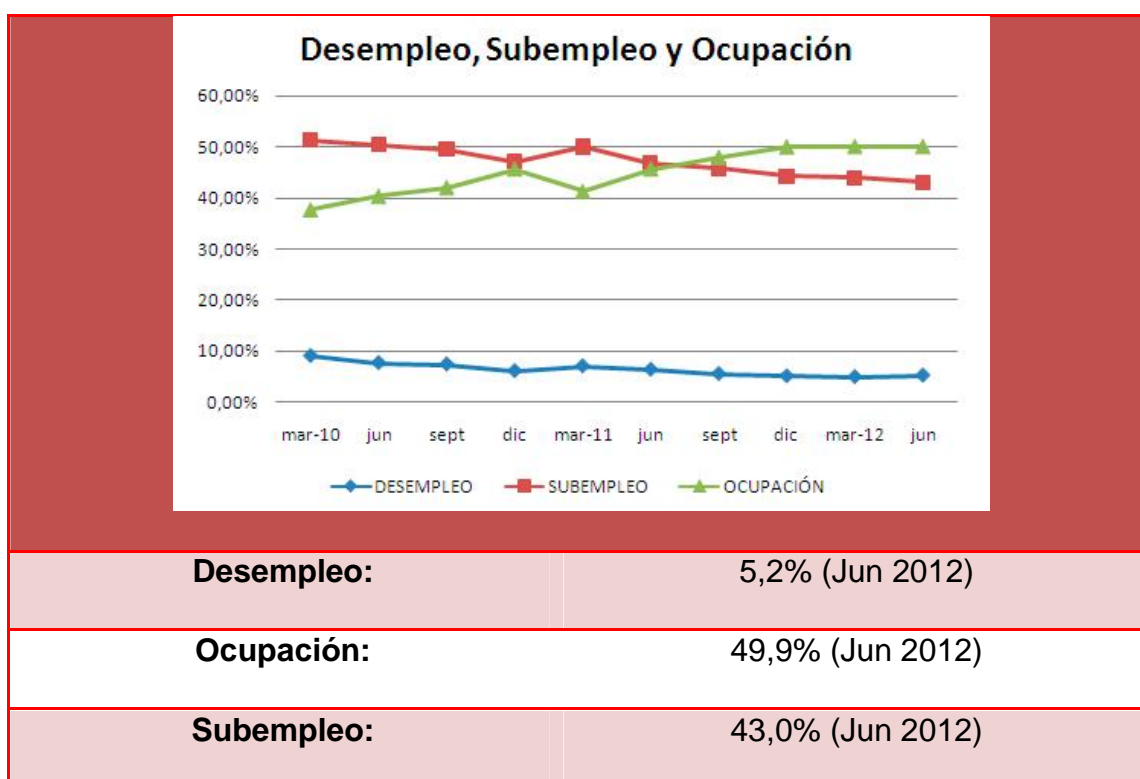 Desempleo, Subempleo y Ocupación
60,00%
50,00%
40,00%
30,00%
20,00%
10,00%
0,00%
mar-10 jun sept dic mar-11 jun sept dic mar-12 jun
DESEMPLEO SUBEMPLEO OCUPACIÓN
Desempleo: 5,2% (Jun 2012)
Ocupación: 49,9% (Jun 2012)
Subempleo: 43,0% (Jun 2012)